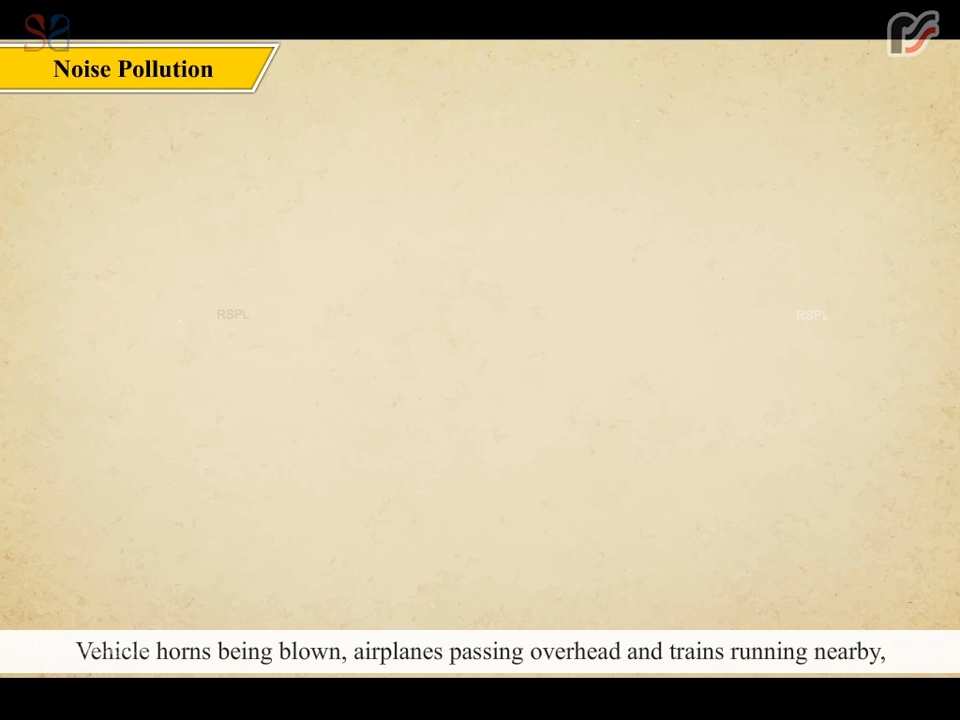 Noise Pollution
RSPL
RSPL
Vehicle horns being blown, airplanes passing overhead and trains running nearby,